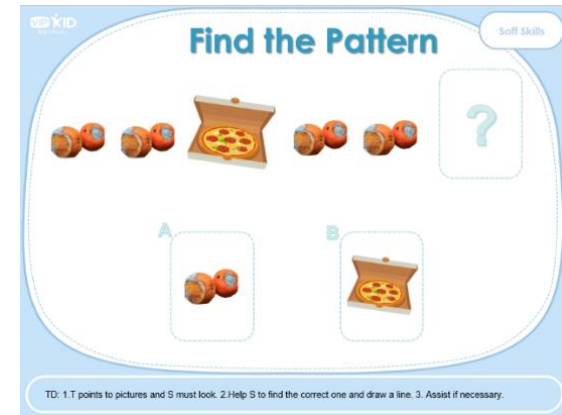 VIPKID
Soft Skills
Find the Pattern
?
A
B
TD: 1.T points to pictures and S must look. 2.Help S to find the correct one and draw a line. 3. Assist if necessary.